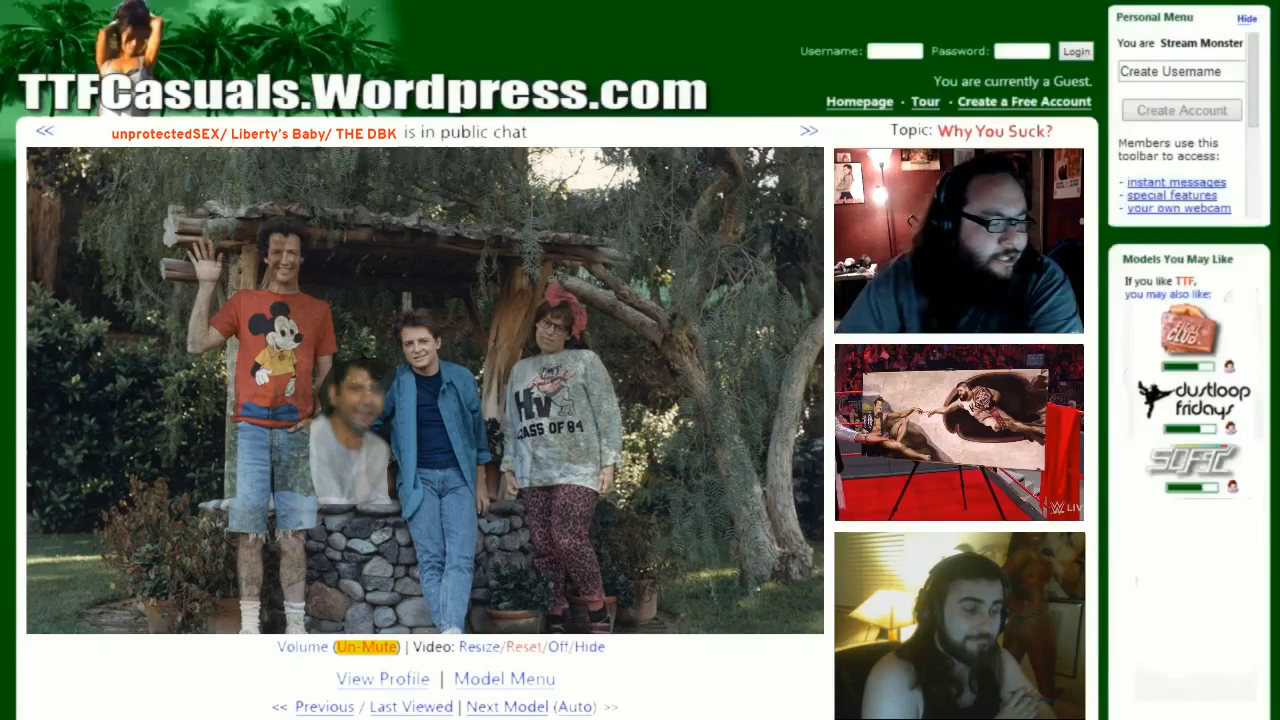 Username: Password: Login
You are currently a Guest.
TTFCasuals.Wordpress.com
Homepage · Tour · Create a Free Account
<< unprotectedSEX/ Liberty's Baby/ THE DBK is in public chat >>
Topic: Why You Suck?
CLASS OF 84
WWE LIVE
Volume (Un-Mute) | Video: Resize/Reset/Off/Hide
View Profile | Model Menu
<< Previous / Last Viewed | Next Model (Auto) >>
Personal Menu Hide
You are Stream Monster
Create Username
Create Account
Members use this
toolbar to access:
- instant messages
- special features
- your own webcam
Models You May Like
If you like TTF,
you may also like:
FIGHT CLUB
dustloop
fridays